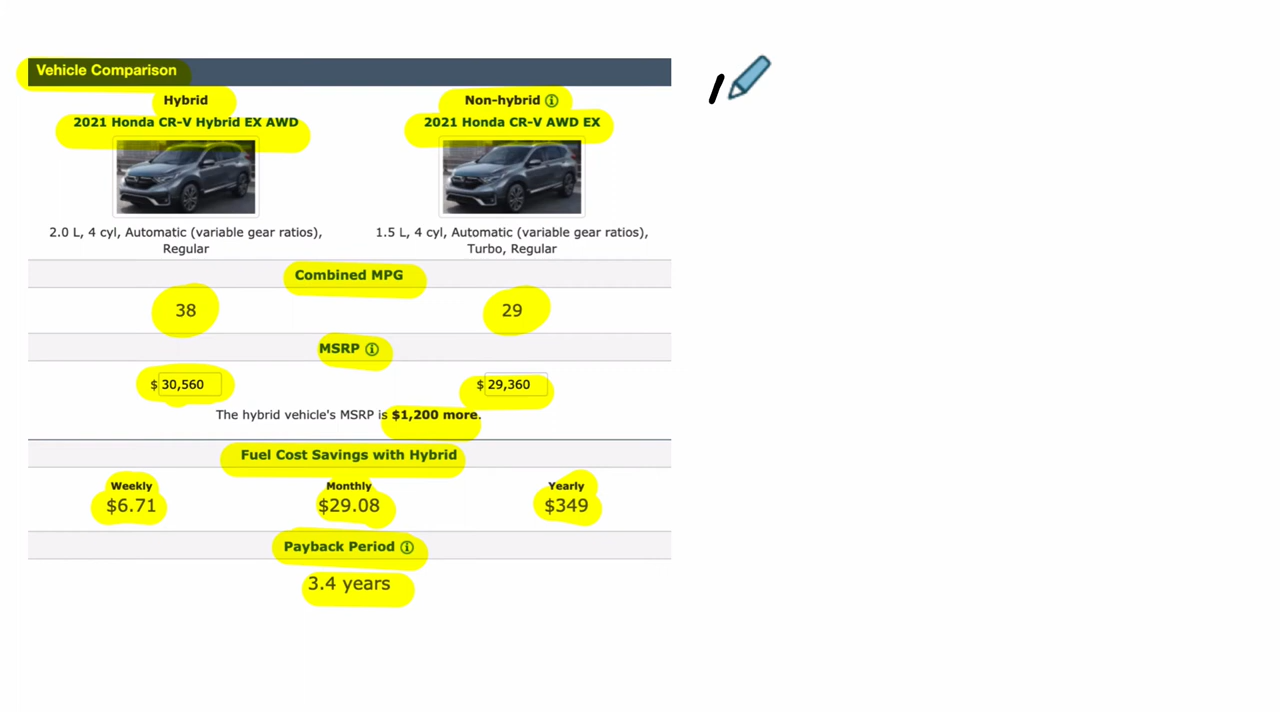 Vehicle Comparison
Hybrid Non-hybrid
2021 Honda CR-V Hybrid EX AWD 2021 Honda CR-V AWD EX
2.0 L, 4 cyl, Automatic (variable gear ratios), 1.5 L, 4 cyl, Automatic (variable gear ratios),
Regular Turbo, Regular
Combined MPG
38 29
MSRP
$ 30,560 $ 29,360
The hybrid vehicle's MSRP is $1,200 more.
Fuel Cost Savings with Hybrid
Weekly Monthly Yearly
$6.71 $29.08 $349
Payback Period
3.4 years